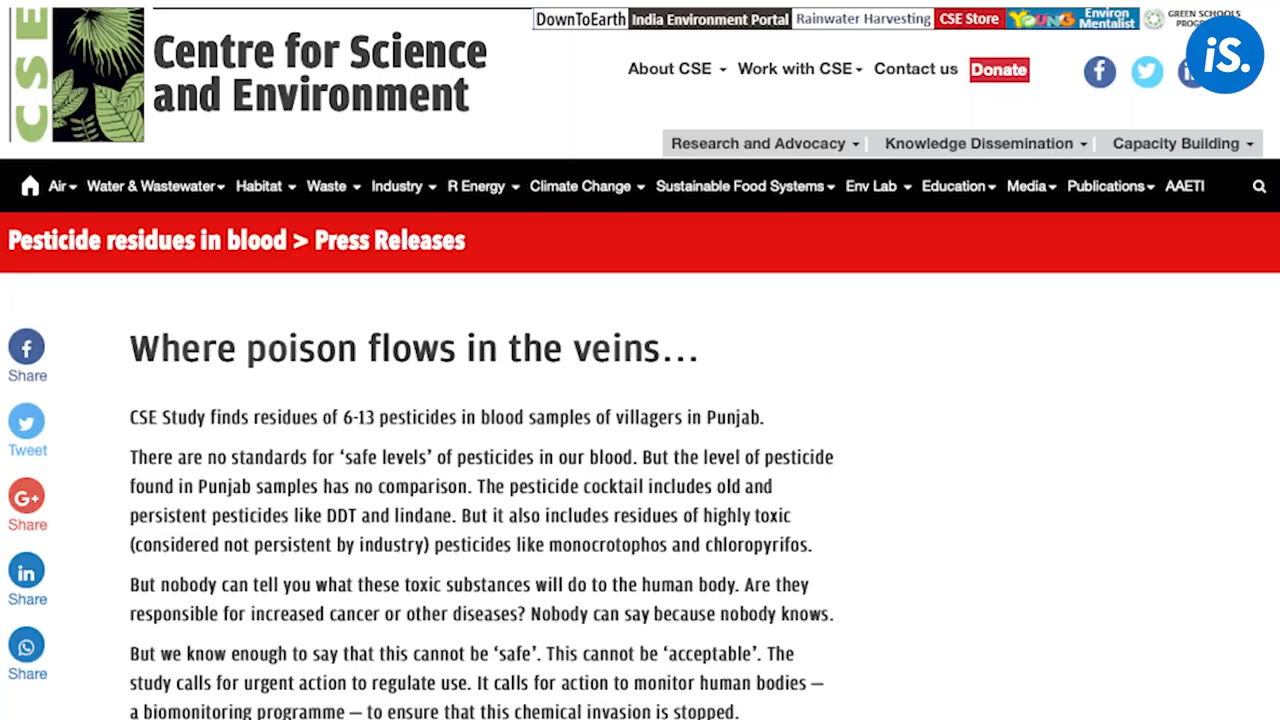 CSE
Centre for Science
and Environment
DownToEarth India Environment Portal Rainwater Harvesting CSE Store YOUNG Environ Mentalist GREEN SCHOOLS
iS.
About CSE Work with CSE Contact us Donate
Research and Advocacy Knowledge Dissemination Capacity Building
Air Water & Wastewater Habitat Waste Industry R Energy Climate Change Sustainable Food Systems Env Lab Education Media Publications AAETI
Pesticide residues in blood > Press Releases
Where poison flows in the veins...
Share
CSE Study finds residues of 6-13 pesticides in blood samples of villagers in Punjab.
Tweet
There are no standards for ‘safe levels’ of pesticides in our blood. But the level of pesticide
found in Punjab samples has no comparison. The pesticide cocktail includes old and
persistent pesticides like DDT and lindane. But it also includes residues of highly toxic
G+
Share
(considered not persistent by industry) pesticides like monocrotophos and chloropyrifos.
in
Share
But nobody can tell you what these toxic substances will do to the human body. Are they
responsible for increased cancer or other diseases? Nobody can say because nobody knows.
Share
But we know enough to say that this cannot be ‘safe’. This cannot be ‘acceptable’. The
study calls for urgent action to regulate use. It calls for action to monitor human bodies –
a biomonitoring programme – to ensure that this chemical invasion is stopped.